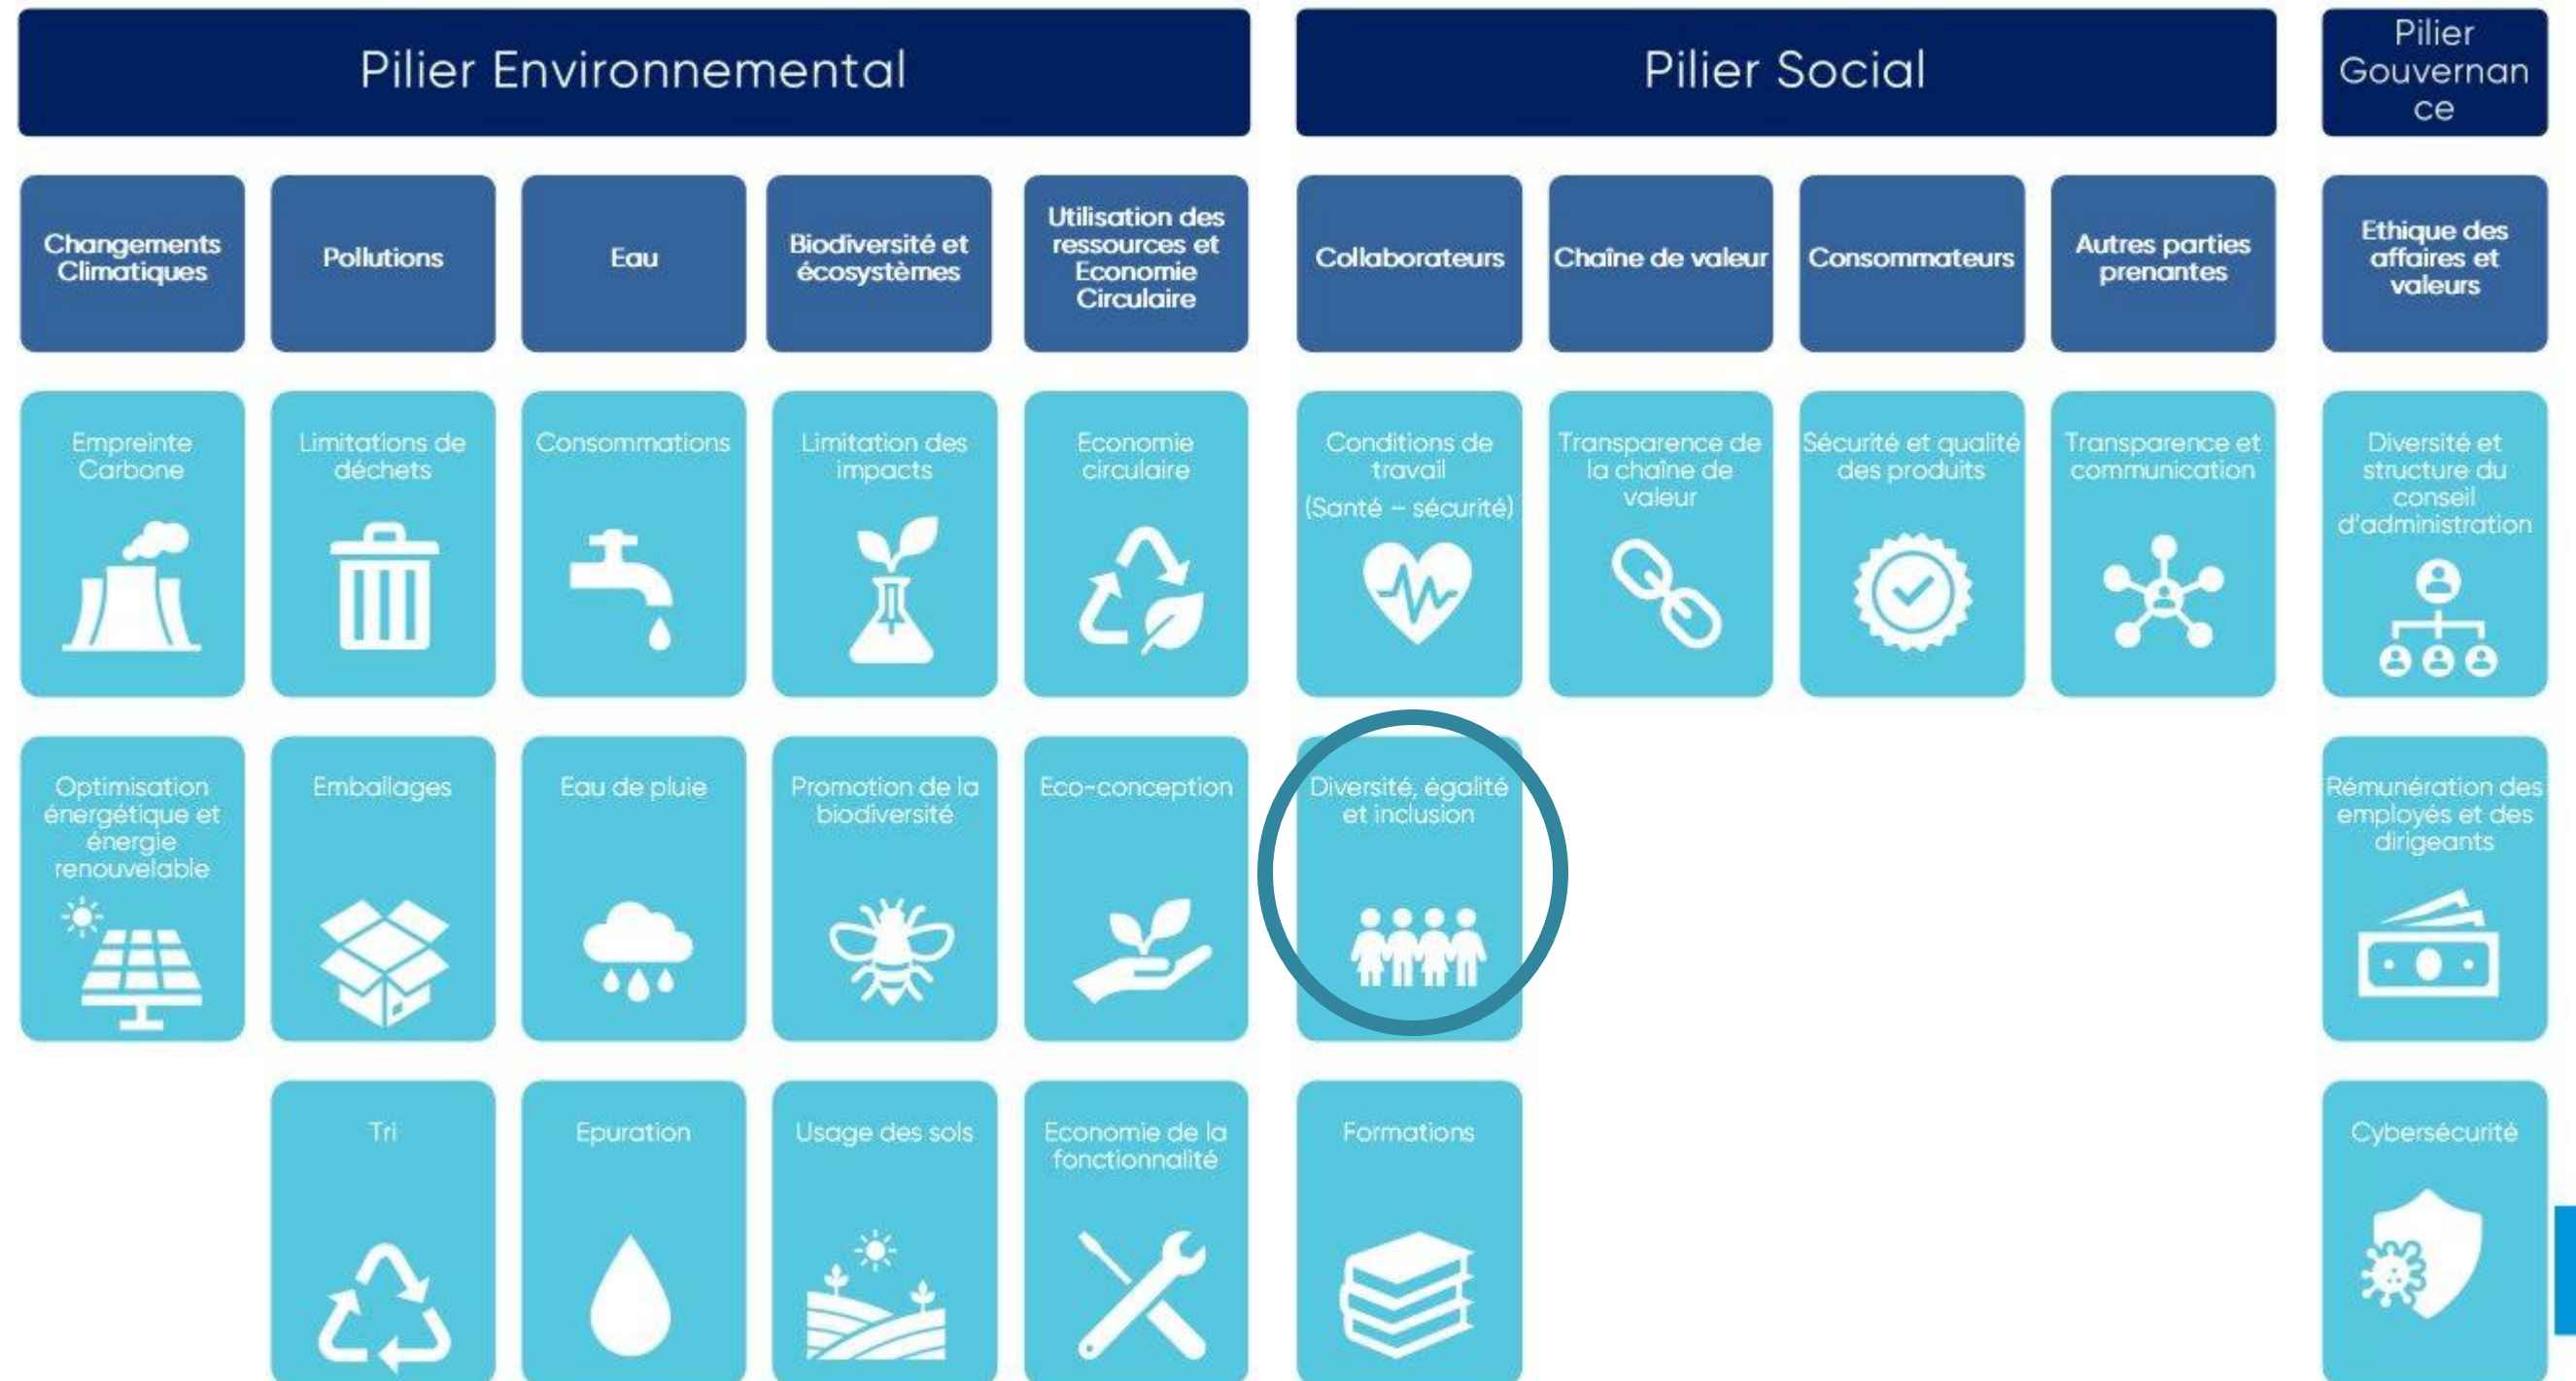 Pilier Environnemental
Pilier Social
Pilier
Gouvernan
ce
Changements
Climatiques
Pollutions
Eau
Biodiversité et
écosystèmes
Utilisation des
ressources et
Economie
Circulaire
Collaborateurs
Chaîne de valeur
Consommateurs
Autres parties
prenantes
Ethique des
affaires et
valeurs
Empreinte
Carbone
Limitations de
déchets
Consommations
Limitation des
impacts
Economie
circulaire
Conditions de
travail
(Santé – sécurité)
Transparence de
la chaîne de
valeur
Sécurité et qualité
des produits
Transparence et
communication
Diversité et
structure du
conseil
d'administration
Optimisation
énergétique et
énergie
renouvelable
Emballages
Eau de pluie
Promotion de la
biodiversité
Eco-conception
Diversité, égalité
et inclusion
Rémunération des
employés et des
dirigeants
Tri
Epuration
Usage des sols
Economie de la
fonctionnalité
Formations
Cybersécurité